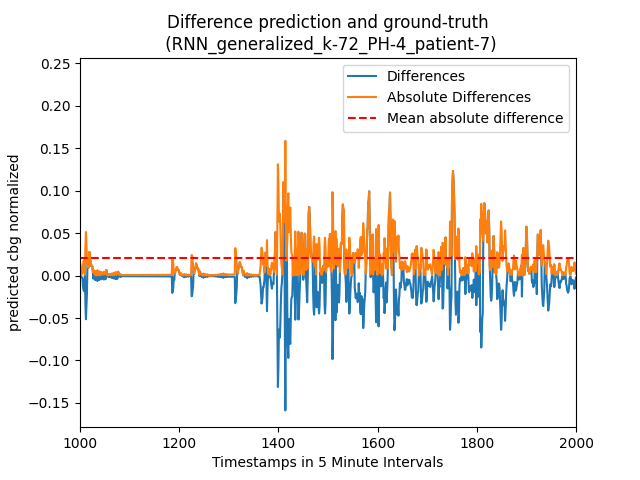 Difference prediction and ground-truth
(RNN_generalized_k-72_PH-4_patient-7)
Differences
Absolute Differences
Mean absolute difference
predicted cbg normalized
0.25
0.20
0.15
0.10
0.05
0.00
−0.05
−0.10
−0.15
1000 1200 1400 1600 1800 2000
Timestamps in 5 Minute Intervals